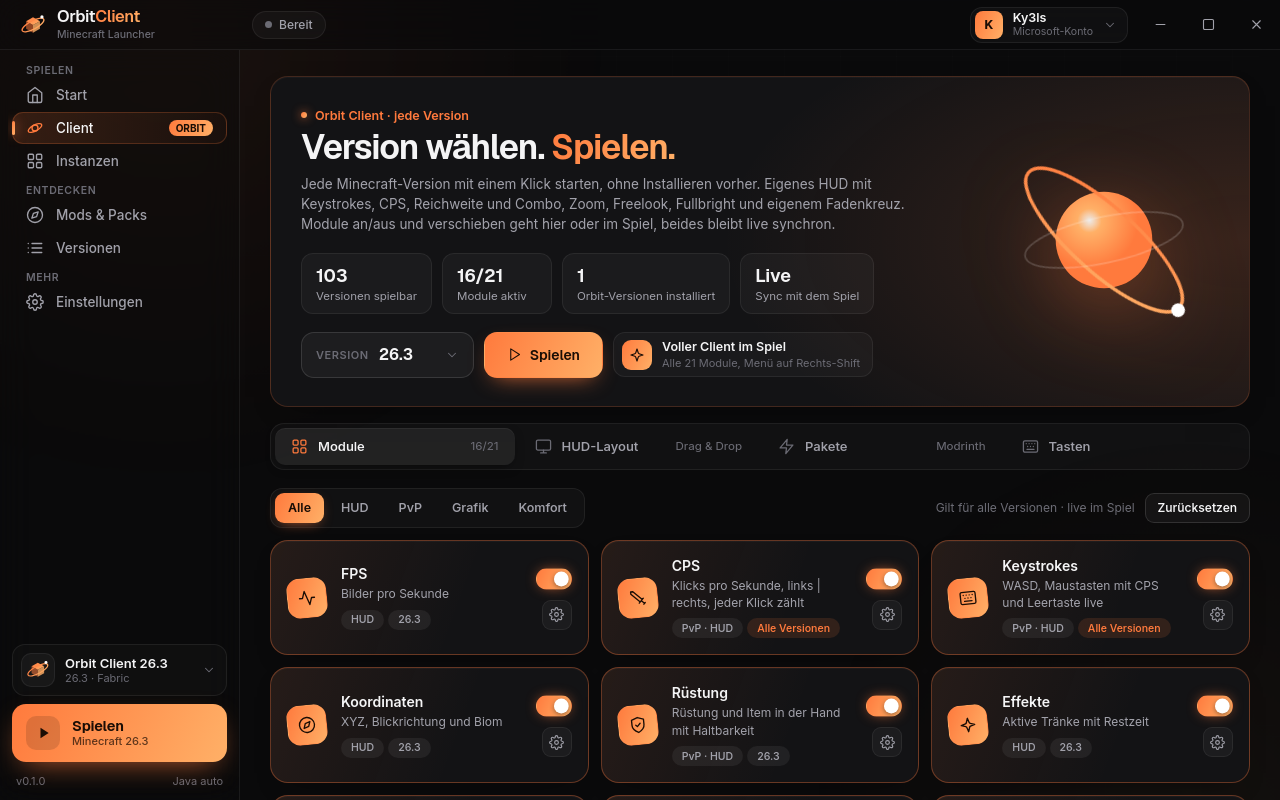 OrbitClient
Minecraft Launcher
Bereit
K
Ky3ls
Microsoft-Konto
SPIELEN
Start
Client
ORBIT
Instanzen
ENTDECKEN
Mods & Packs
Versionen
MEHR
Einstellungen
Orbit Client 26.3
26.3 · Fabric
Spielen
Minecraft 26.3
v0.1.0
Java auto
Orbit Client · jede Version
Version wählen. Spielen.
Jede Minecraft-Version mit einem Klick starten, ohne Installieren vorher. Eigenes HUD mit
Keystrokes, CPS, Reichweite und Combo, Zoom, Freelook, Fullbright und eigenem Fadenkreuz.
Module an/aus und verschieben geht hier oder im Spiel, beides bleibt live synchron.
103
Versionen spielbar
16/21
Module aktiv
1
Orbit-Versionen installiert
Live
Sync mit dem Spiel
VERSION 26.3
Spielen
Voller Client im Spiel
Alle 21 Module, Menü auf Rechts-Shift
Module
16/21
HUD-Layout
Drag & Drop
Pakete
Modrinth
Tasten
Alle
HUD
PvP
Grafik
Komfort
Gilt für alle Versionen · live im Spiel
Zurücksetzen
FPS
Bilder pro Sekunde
HUD
26.3
CPS
Klicks pro Sekunde, links |
rechts, jeder Klick zählt
PvP · HUD
Alle Versionen
Keystrokes
WASD, Maustasten mit CPS
und Leertaste live
PvP · HUD
Alle Versionen
Koordinaten
XYZ, Blickrichtung und Biom
HUD
26.3
Rüstung
Rüstung und Item in der Hand
mit Haltbarkeit
PvP · HUD
26.3
Effekte
Aktive Tränke mit Restzeit
HUD
26.3